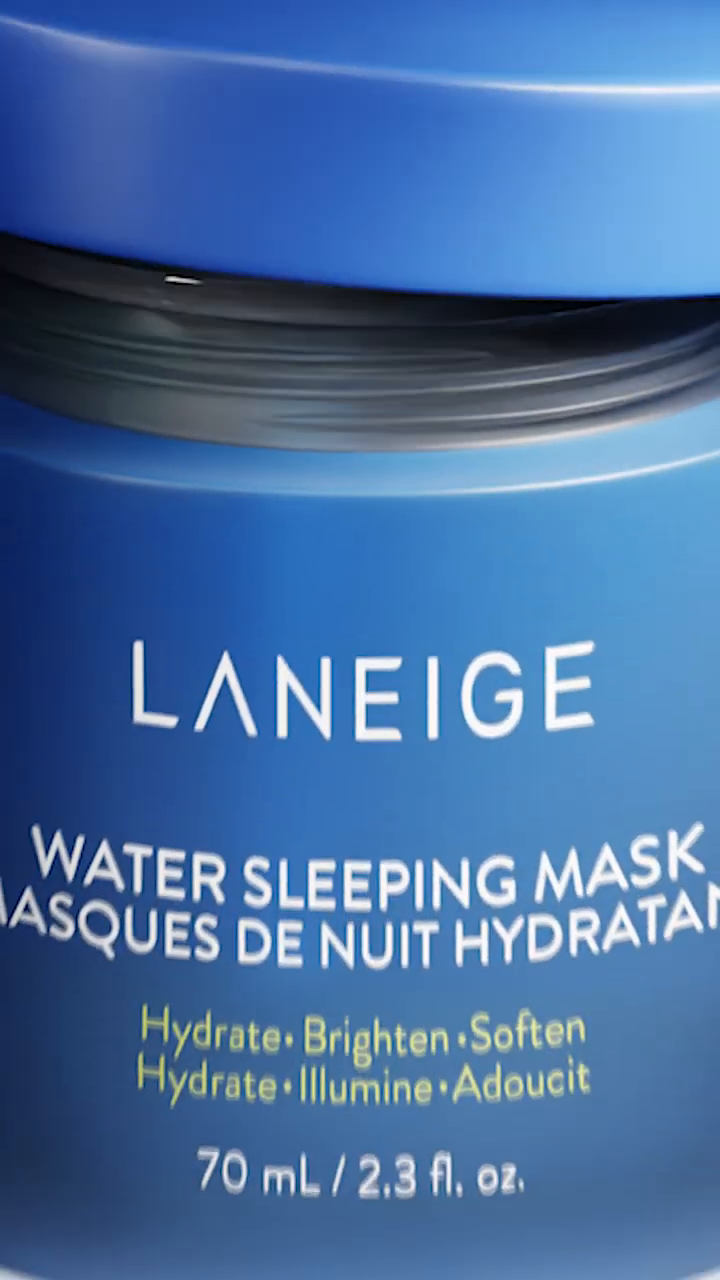 LANEIGE
WATER SLEEPING MASK
MASQUES DE NUIT HYDRATAN
Hydrate • Brighten • Soften
Hydrate • Illumine • Adoucit
70 mL / 2.3 fl. oz.